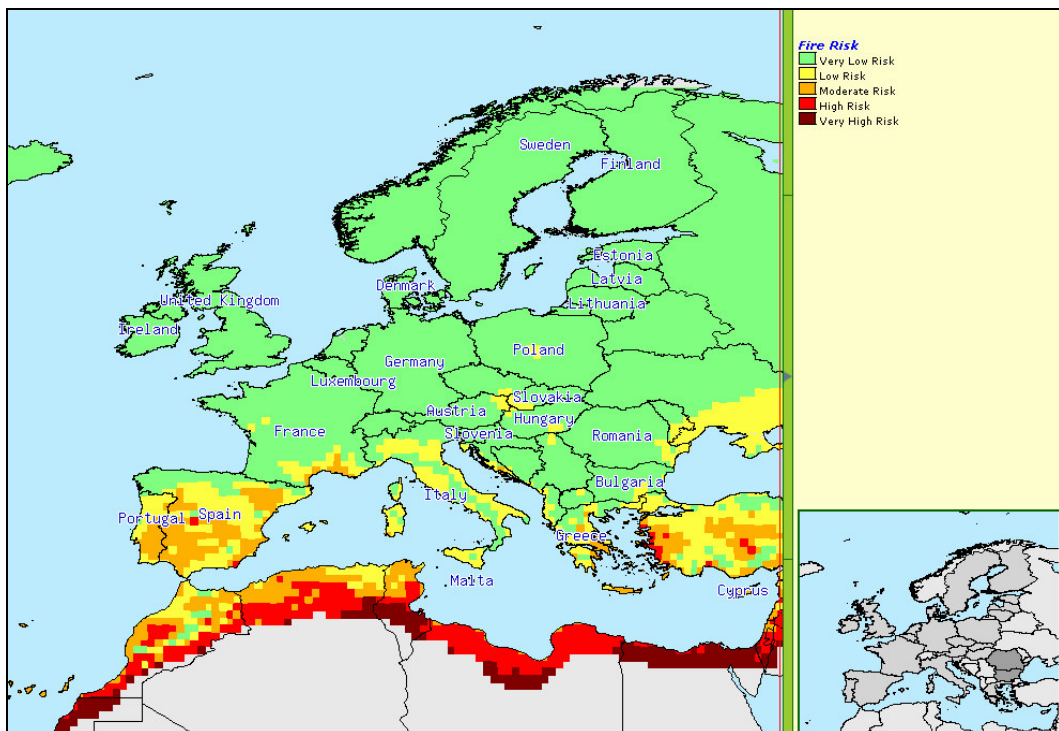 Fire Risk
Very Low Risk
Low Risk
Moderate Risk
High Risk
Very High Risk
Sweden
Finland
Estonia
Latvia
Denmark
Lithuania
United Kingdom
Ireland
Poland
Germany
Luxembourg
Slovakia
Austria
Hungary
France
Slovenia
Romania
Bulgaria
Italy
Portugal
Spain
Greece
Malta
Cyprus